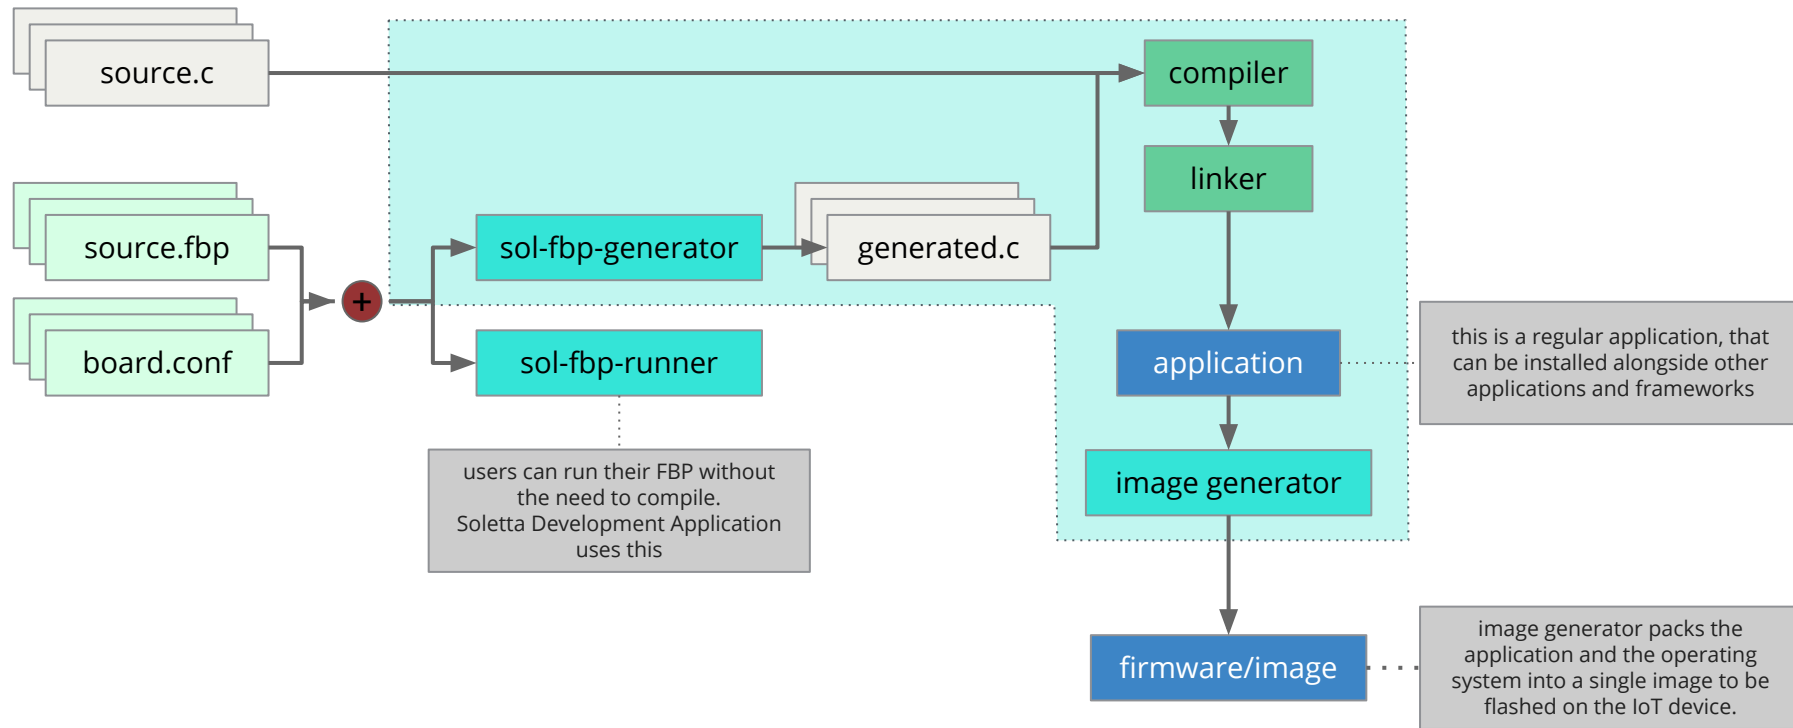 source.c
compiler
linker
source.fbp
sol-fbp-generator
generated.c
+
board.conf
sol-fbp-runner
application
this is a regular application, that
can be installed alongside other
applications and frameworks
users can run their FBP without
the need to compile.
Soletta Development Application
uses this
image generator
firmware/image
image generator packs the
application and the operating
system into a single image to be
flashed on the IoT device.